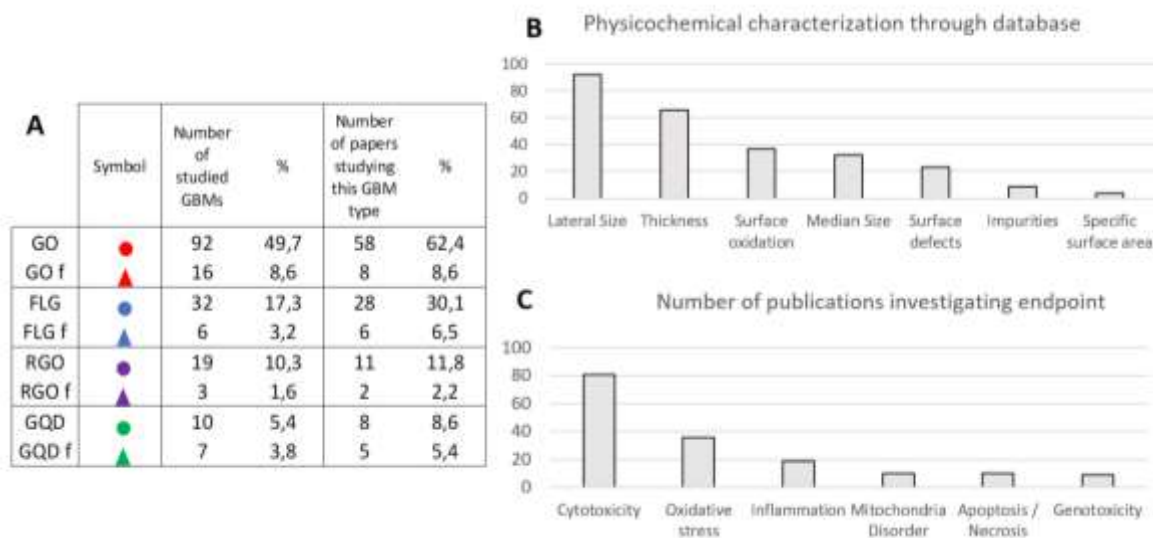 A
Symbol
Number
of
studied
GBMs
%
Number
of papers
studying
this GBM
type
%
GO 92 49,7 58 62,4
GO f 16 8,6 8 8,6
FLG 32 17,3 28 30,1
FLG f 6 3,2 6 6,5
RGO 19 10,3 11 11,8
RGO f 3 1,6 2 2,2
GQD 10 5,4 8 8,6
GQD f 7 3,8 5 5,4
B Physicochemical characterization through database
100
80
60
40
20
0
Lateral Size Thickness Surface Median Size Surface Impurities Specific
oxidation defects surface area
C Number of publications investigating endpoint
100
80
60
40
20
0
Cytotoxicity Oxidative Inflammation Mitochondria Apoptosis / Genotoxicity
stress Disorder Necrosis